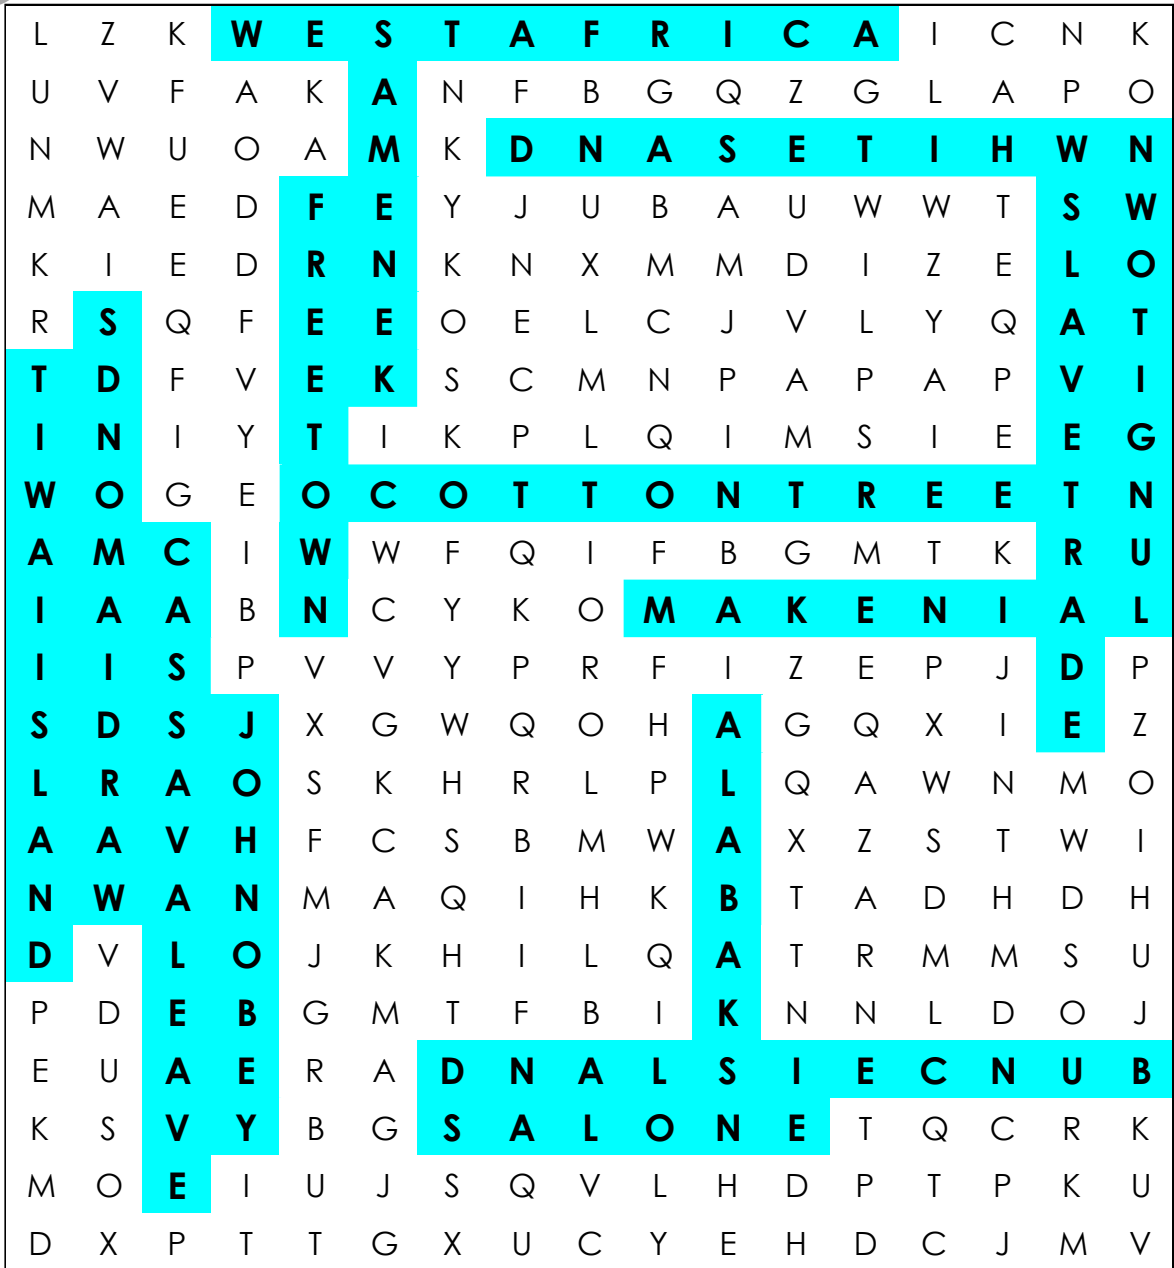 L Z K W E S T A F R I C A I C N K
U V F A K A N F B G Q Z G L A P O
N W U O A M K D N A S E T I H W N
M A E D F E Y J U B A U W W T S W
K I E D R N K N X M M D I Z E L O
R S Q F E E O E L C J V L Y Q A T
T D F V E K S C M N P A P A P V I
I N I Y T I K P L Q I M S I E E G
W O G E O C O T T O N T R E E T N
A M C I W W F Q I F B G M T K R U
I A A B N C Y K O M A K E N I A L
I I S P V V Y P R F I Z E P J D P
S D S J X G W Q O H A G Q X I E Z
L R A O S K H R L P L Q A W N M O
A A V H F C S B M W A X Z S T W I
N W A N M A Q I H K B T A D H D H
D V L O J K H I L Q A T R M M S U
P D E B G M T F B I K N N L D O J
E U A E R A D N A L S I E C N U B
K S V Y B G S A L O N E T Q C R K
M O E I U J S Q V L H D P T P K U
D X P T T G X U C Y E H D C J M V